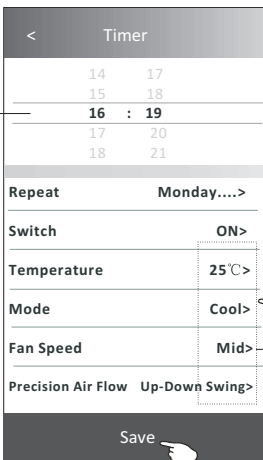 < Timer
14 17
15 18
16 : 19
17 20
18 21
Repeat Monday....>
Switch ON>
Temperature 25℃>
Mode Cool>
Fan Speed Mid>
Precision Air Flow Up-Down Swing>
Save